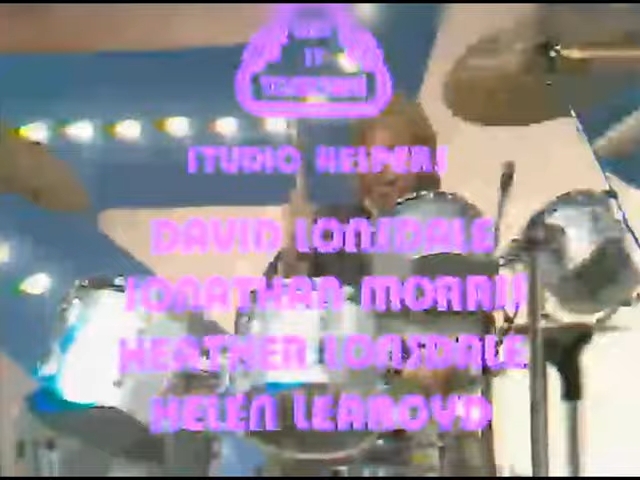 STUDIO HELPERS
DAVID LONSDALE
JONATHAN MORRIS
HEATHER LONSDALE
HELEN LEAROYD